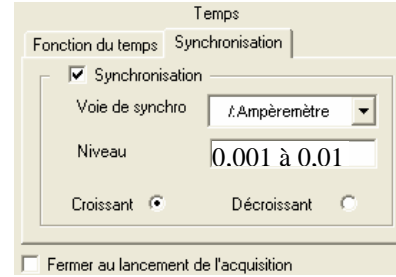 Temps
Fonction du temps Synchronisation
Synchronisation
Voie de synchro I:Ampèremètre
Niveau 0.001 à 0.01
Croissant Décroissant
Fermer au lancement de l'acquisition